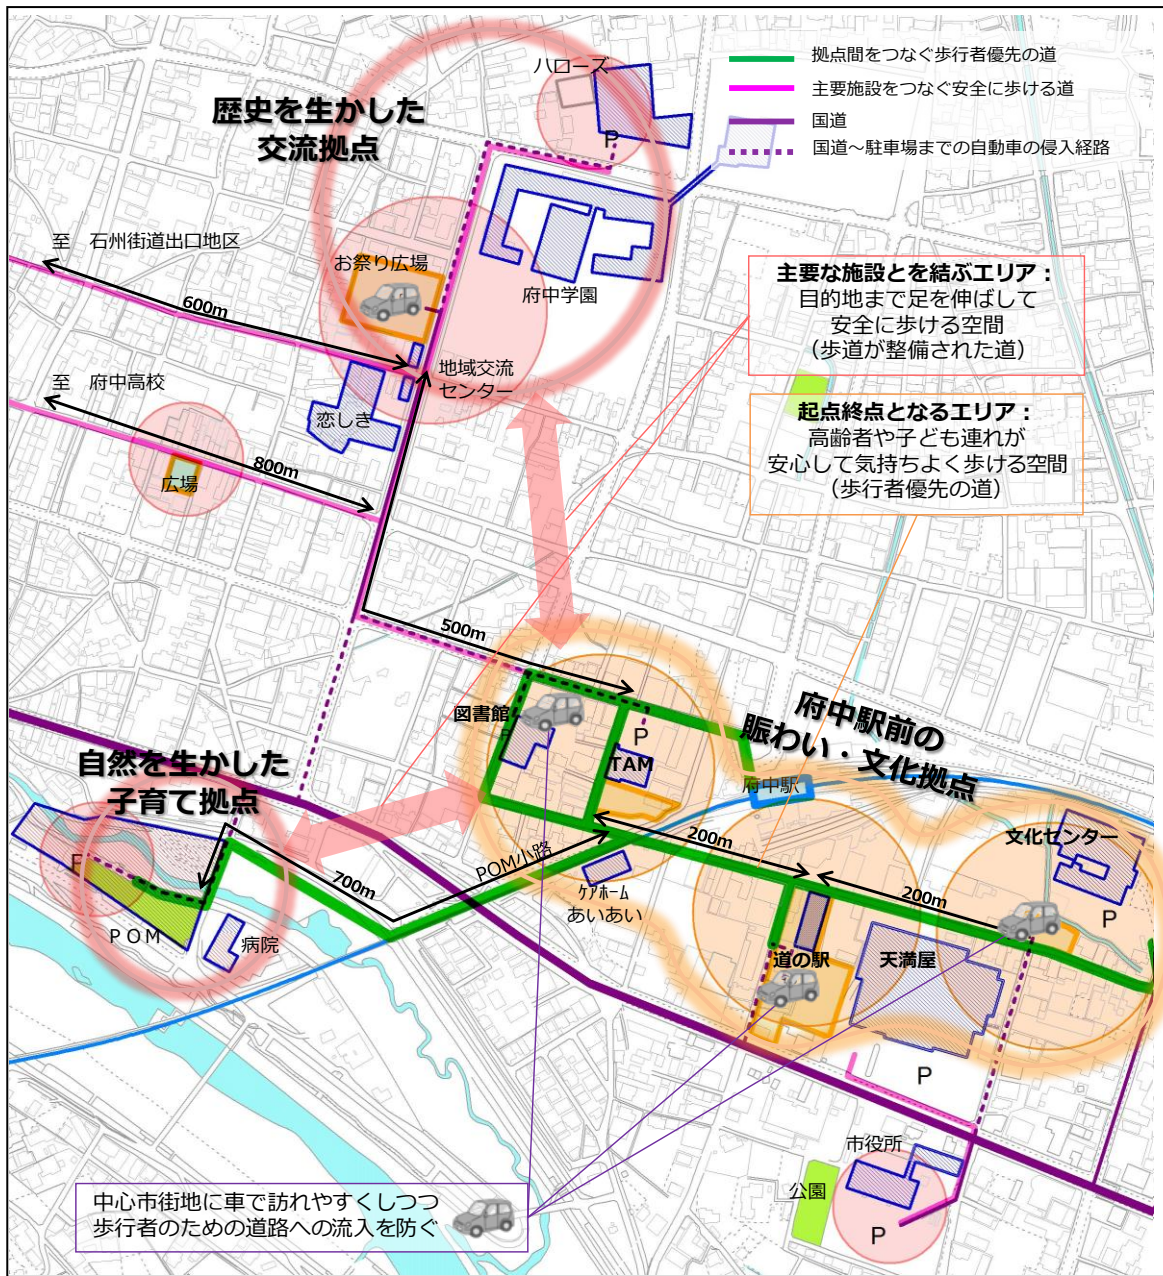 拠点間をつなぐ歩行者優先の道
主要施設をつなぐ安全に歩ける道
国道
国道～駐車場までの自動車の侵入経路
ハローズ
P
歴史を生かした
交流拠点
至 石州街道出口地区
お祭り広場
府中学園
600m
地域交流
センター
至 府中高校
恋しき
800m
広場
主要な施設とを結ぶエリア：
目的地まで足を伸ばして
安全に歩ける空間
（歩道が整備された道）
起点終点となるエリア：
高齢者や子ども連れが
安心して気持ちよく歩ける空間
（歩行者優先の道）
500m
図書館
P
P
TAM
府中駅前の
賑わい・文化拠点
府中駅
自然を生かした
子育て拠点
P
POM
病院
700m
POM小路
ケアホーム
あいあい
200m
200m
文化センター
P
道の駅
天満屋
P
市役所
公園
P
中心市街地に車で訪れやすくしつつ
歩行者のための道路への流入を防ぐ